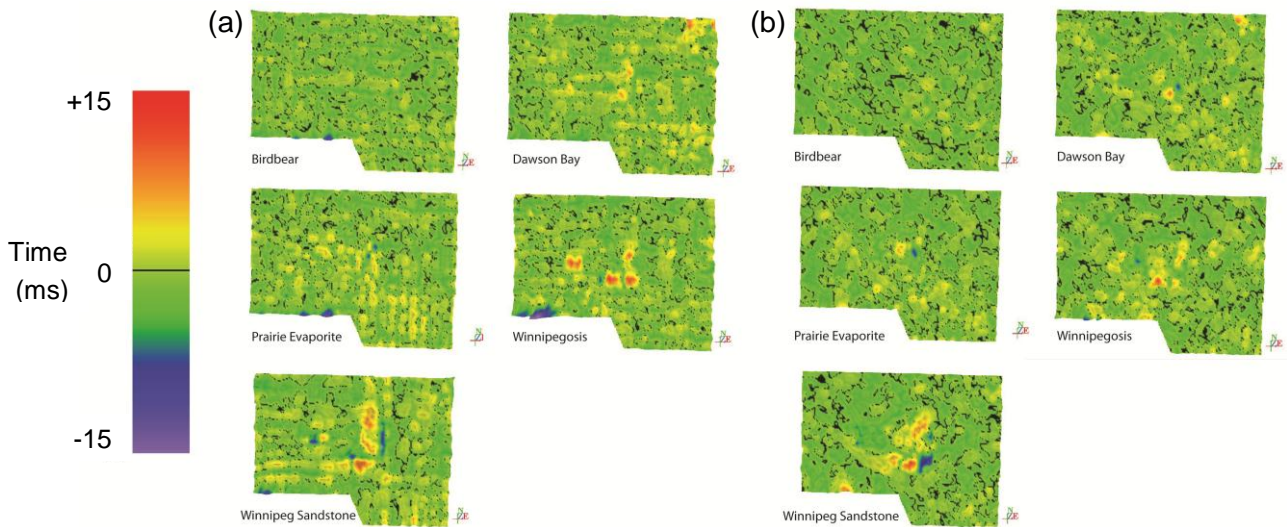 (a)
(b)
+15
Time
(ms)
0
-15
Birdbear
Dawson Bay
Birdbear
Dawson Bay
Prairie Evaporite
Winnipegosis
Prairie Evaporite
Winnipegosis
Winnipeg Sandstone
Winnipeg Sandstone